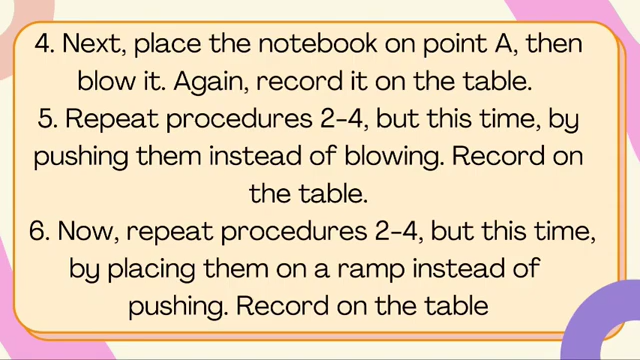 4. Next, place the notebook on point A, then
blow it. Again, record it on the table.
5. Repeat procedures 2-4, but this time, by
pushing them instead of blowing. Record on
the table.
6. Now, repeat procedures 2-4, but this time,
by placing them on a ramp instead of
pushing. Record on the table